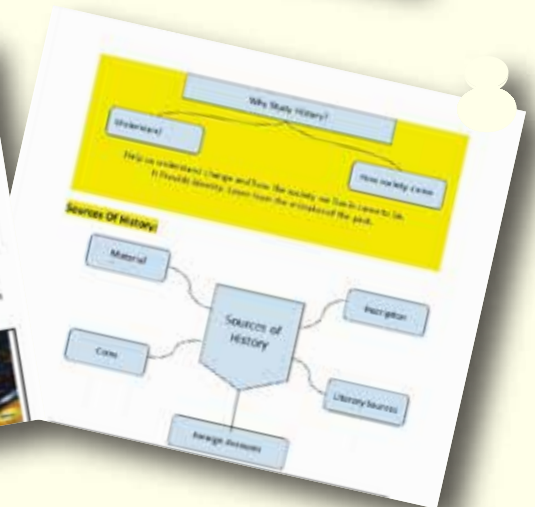 Why Study History?
Understand
How society came
Help us understand change and how the society we live in came to be.
It Provide identity. Learn from the mistakes of the past.
Sources Of History:
Material
Inscription
Sources of
History
Coins
Literary Sources
Foreign Accounts